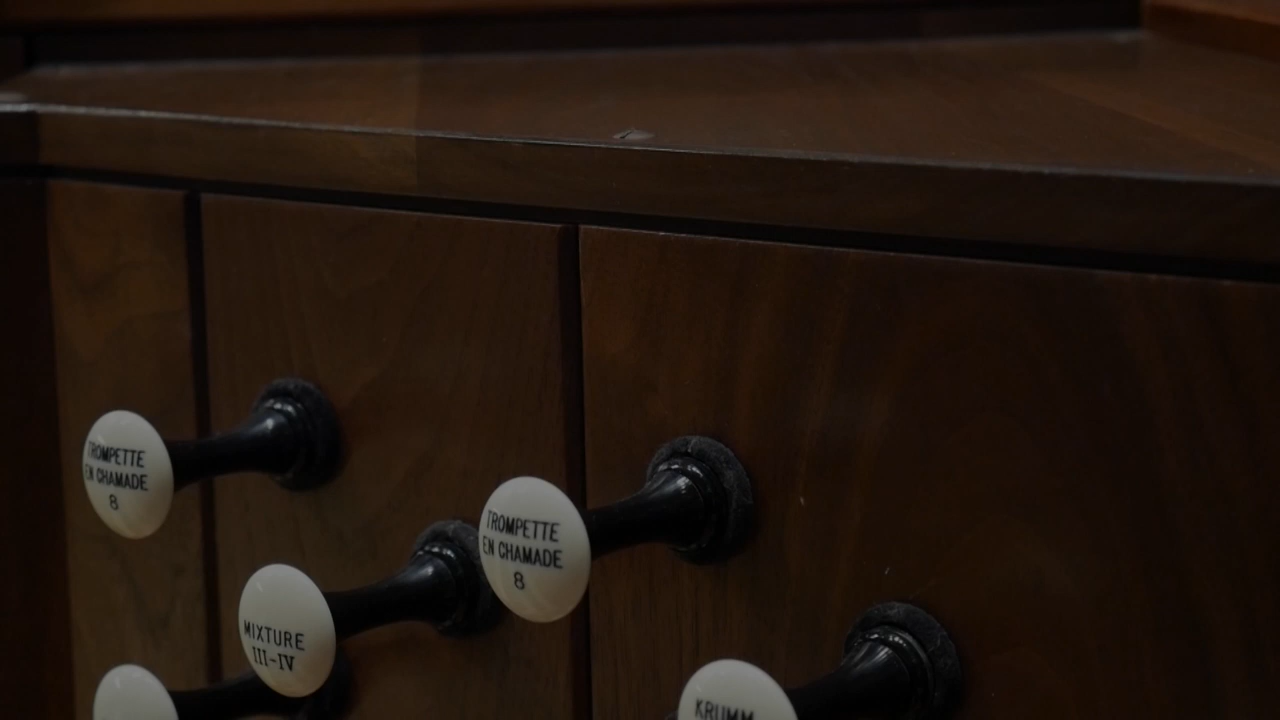 TROMPETTE
EN CHAMADE
8
TROMPETTE
EN CHAMADE
8
MIXTURE
III-IV
KRUMM